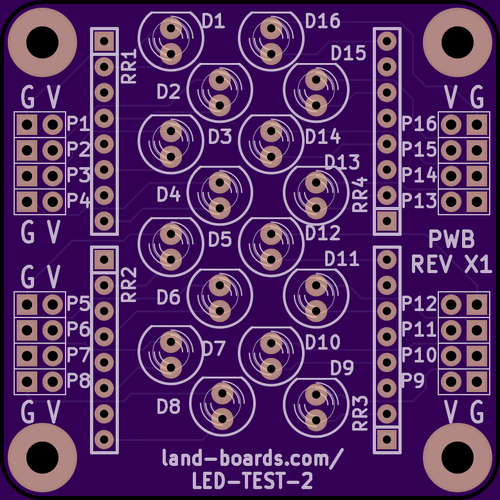 D1 D16
RR1 D15
D2
G V V G
P1 D3 D14 P16
P2 P15
P3 D13 P14
P4 D4 RR4 P13
G V D5 D12 PWB
REV X1
G V RR2 D11
P5 D6 P12
P6 P11
P7 D7 D10 P10
P8 D9 P9
G V D8 RR3 V G
land-boards.com/
LED-TEST-2